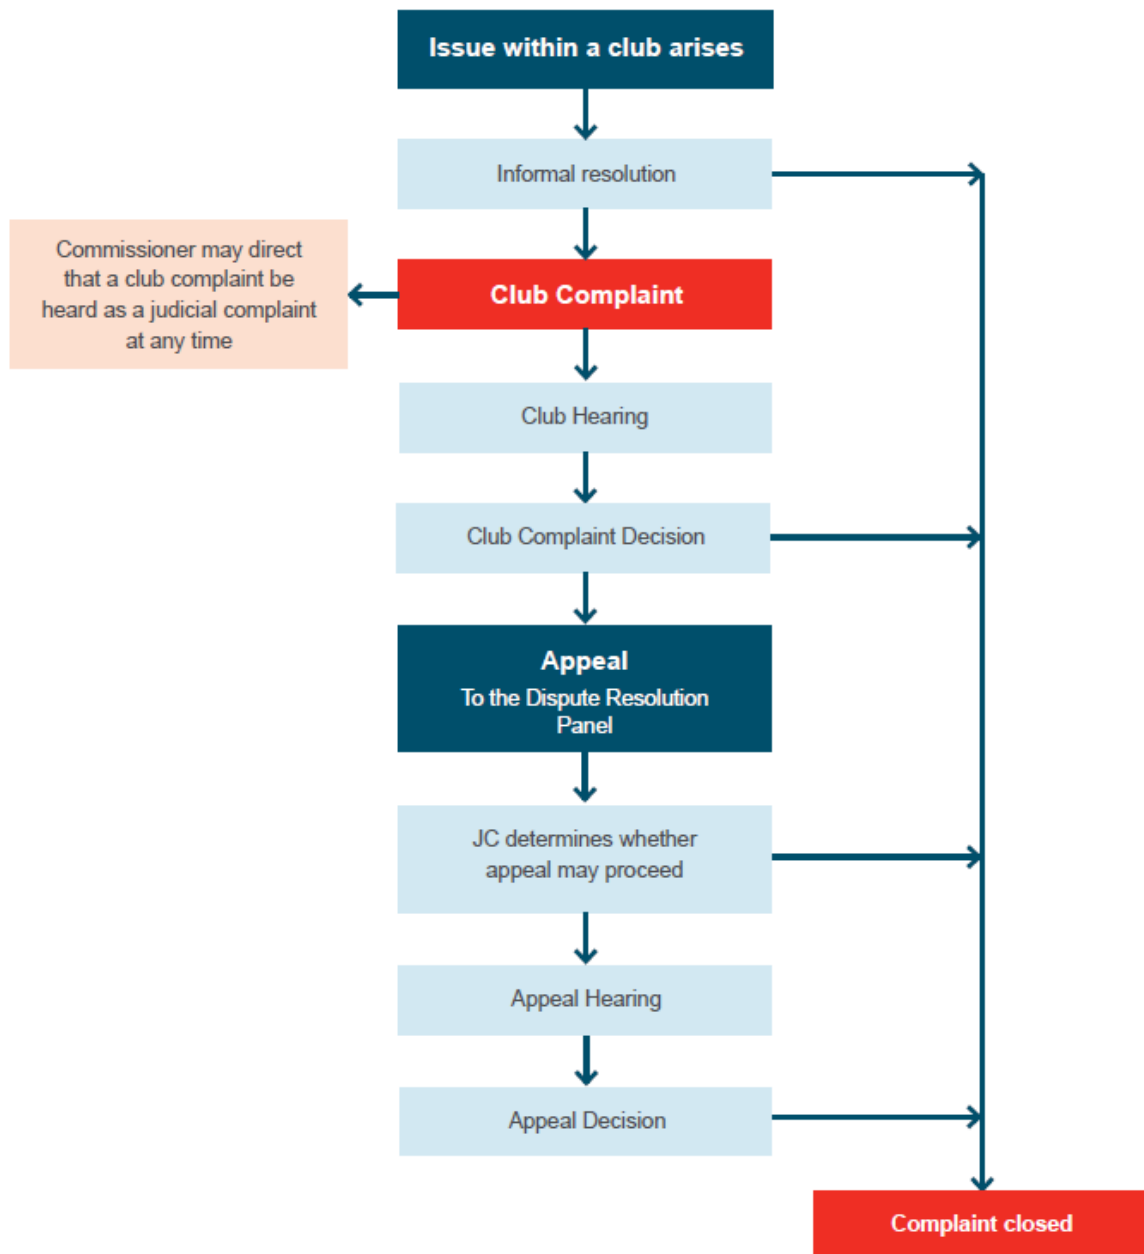 Issue within a club arises
Informal resolution
Commissioner may direct
that a club complaint be
heard as a judicial complaint
at any time
Club Complaint
Club Hearing
Club Complaint Decision
Appeal
To the Dispute Resolution
Panel
JC determines whether
appeal may proceed
Appeal Hearing
Appeal Decision
Complaint closed